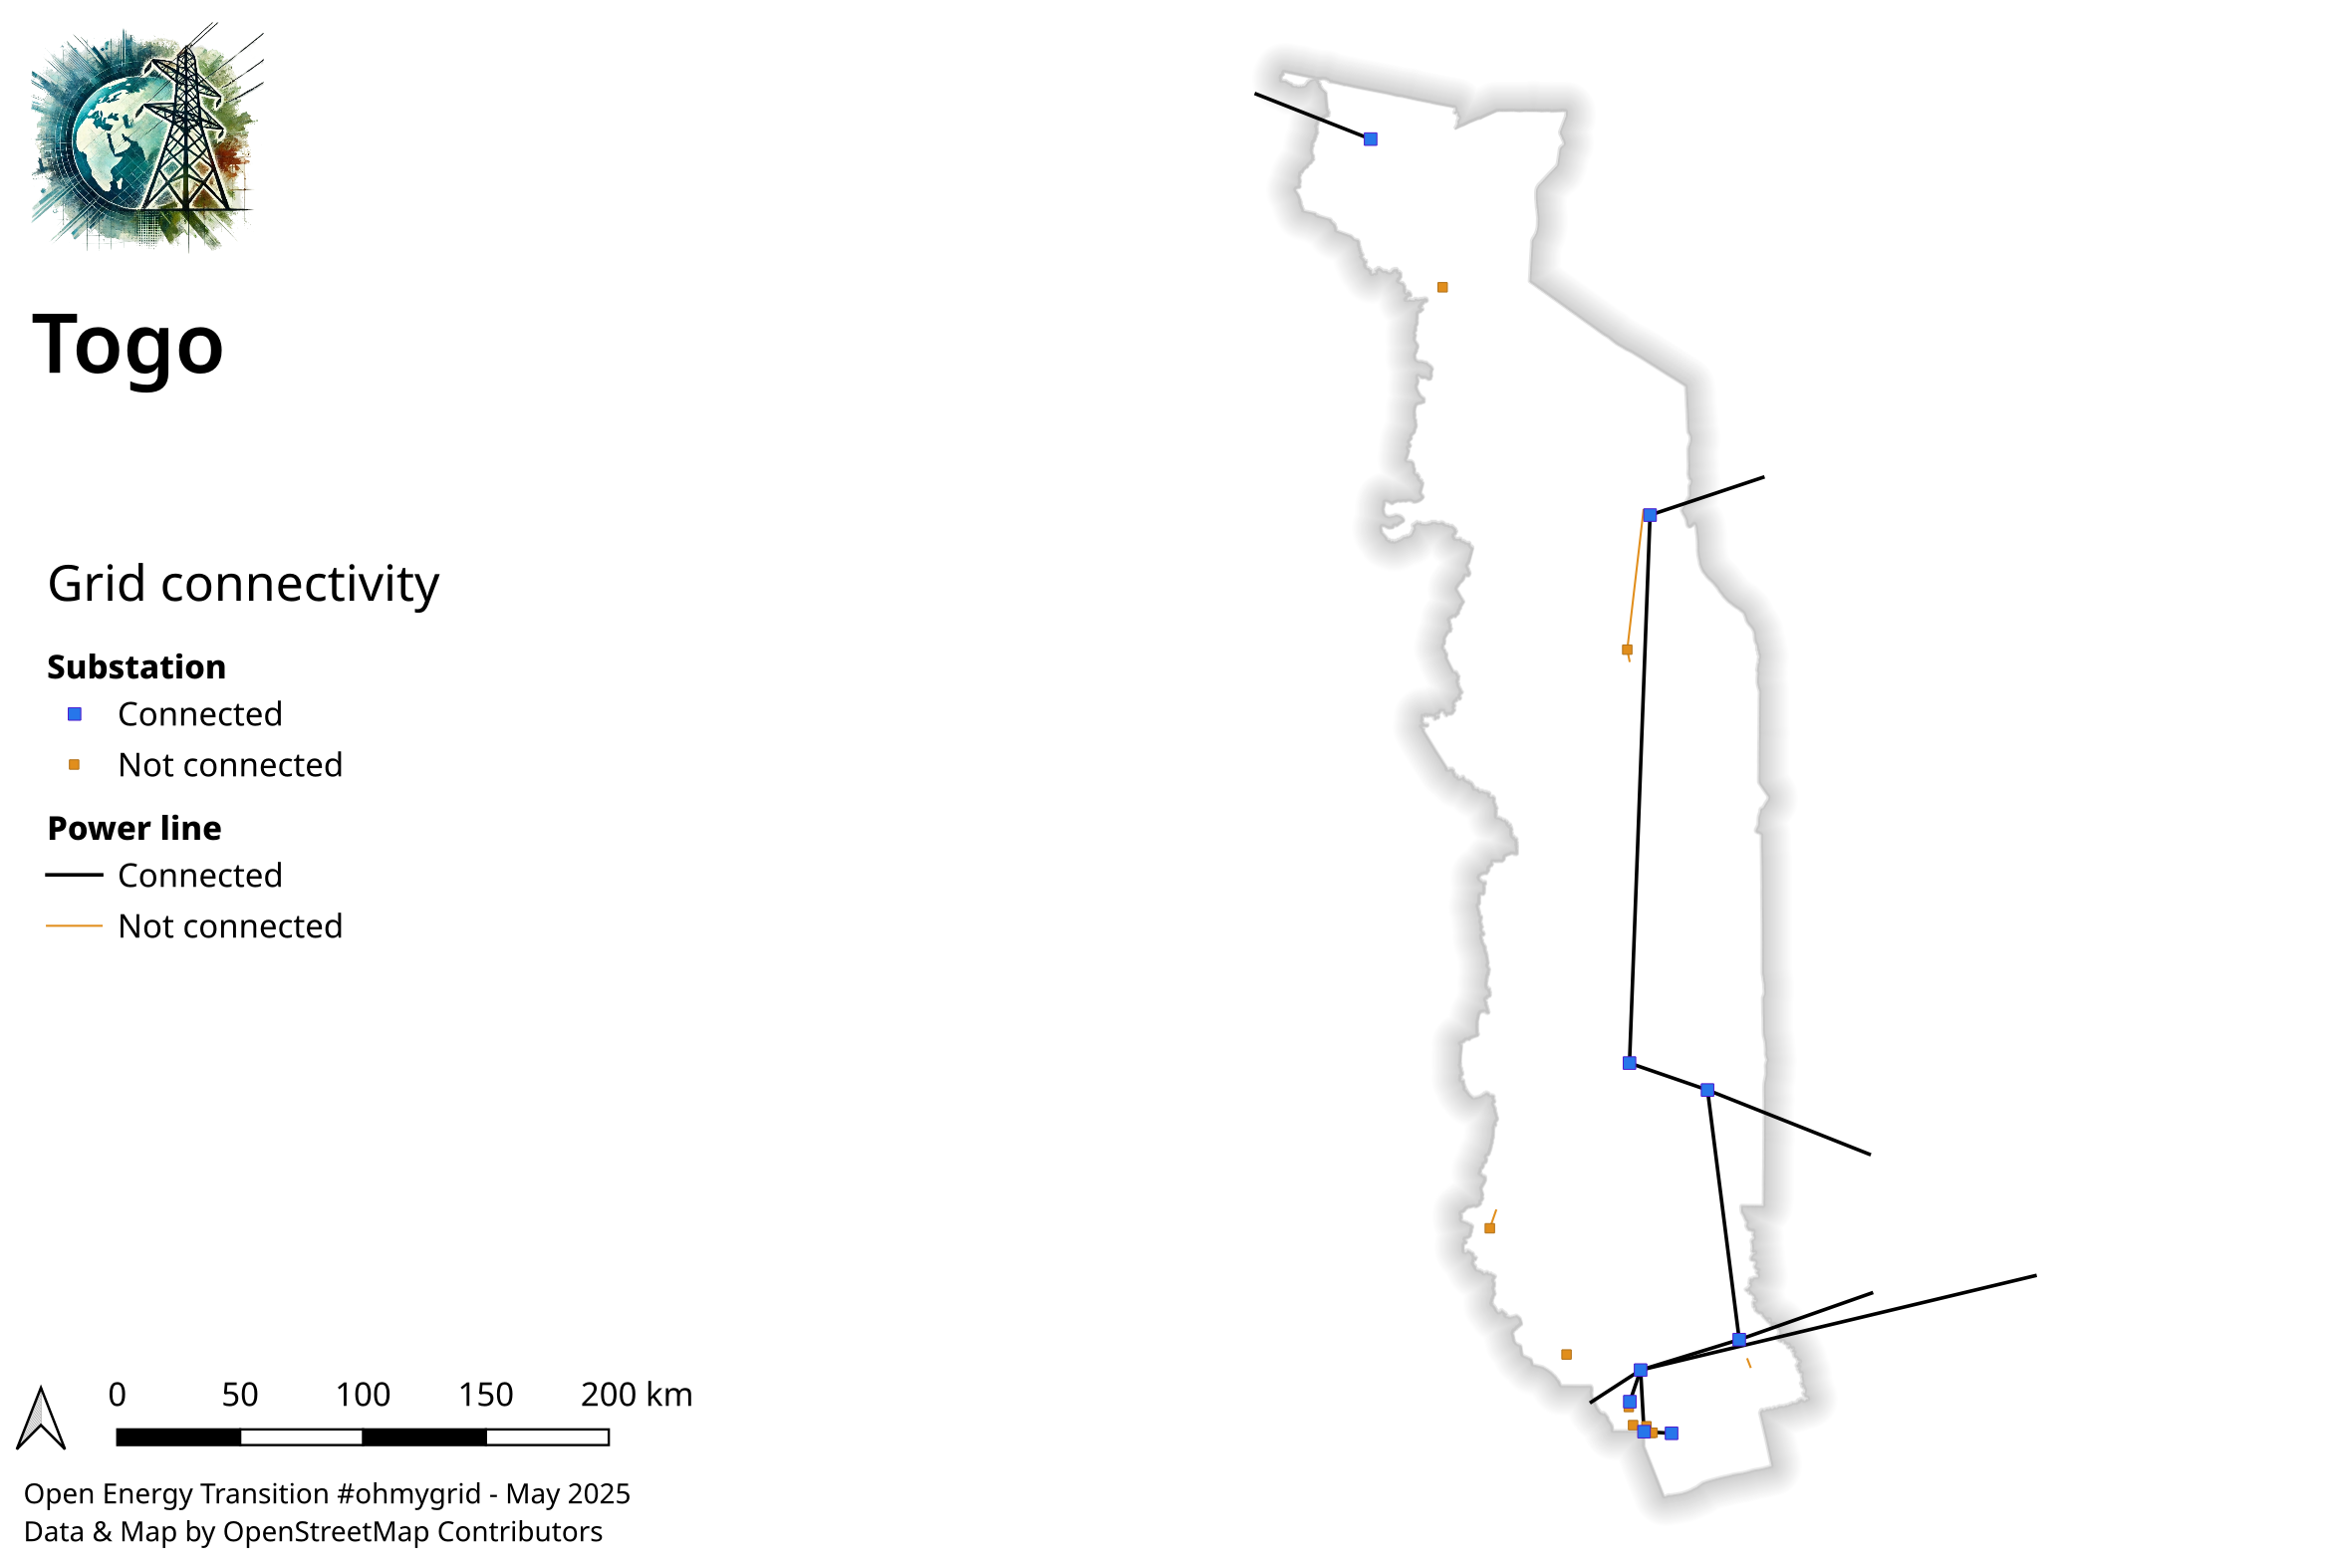 Togo
Grid connectivity
Substation
Connected
Not connected
Power line
Connected
Not connected
0 50 100 150 200 km
Open Energy Transition #ohmygrid - May 2025
Data & Map by OpenStreetMap Contributors